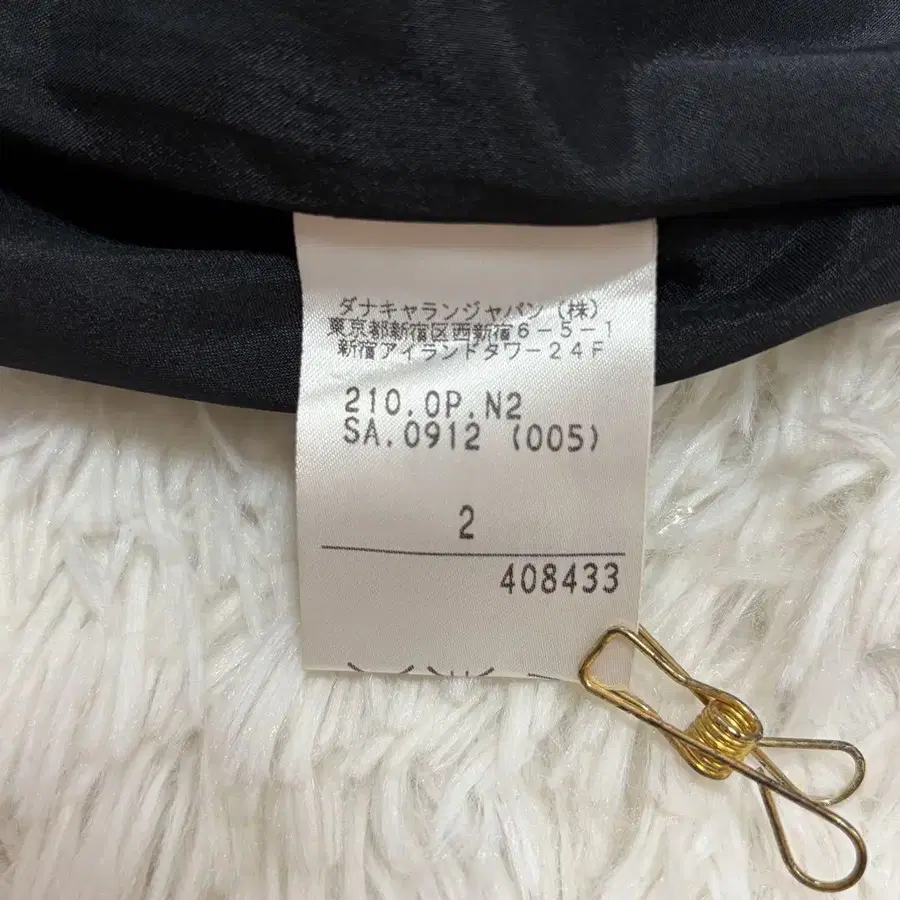 ダナキャランジャパン(株)
東京都新宿区西新宿6-5-1
新宿アイランドタワー24F
210.0P.N2
SA.0912 (005)
2
408433